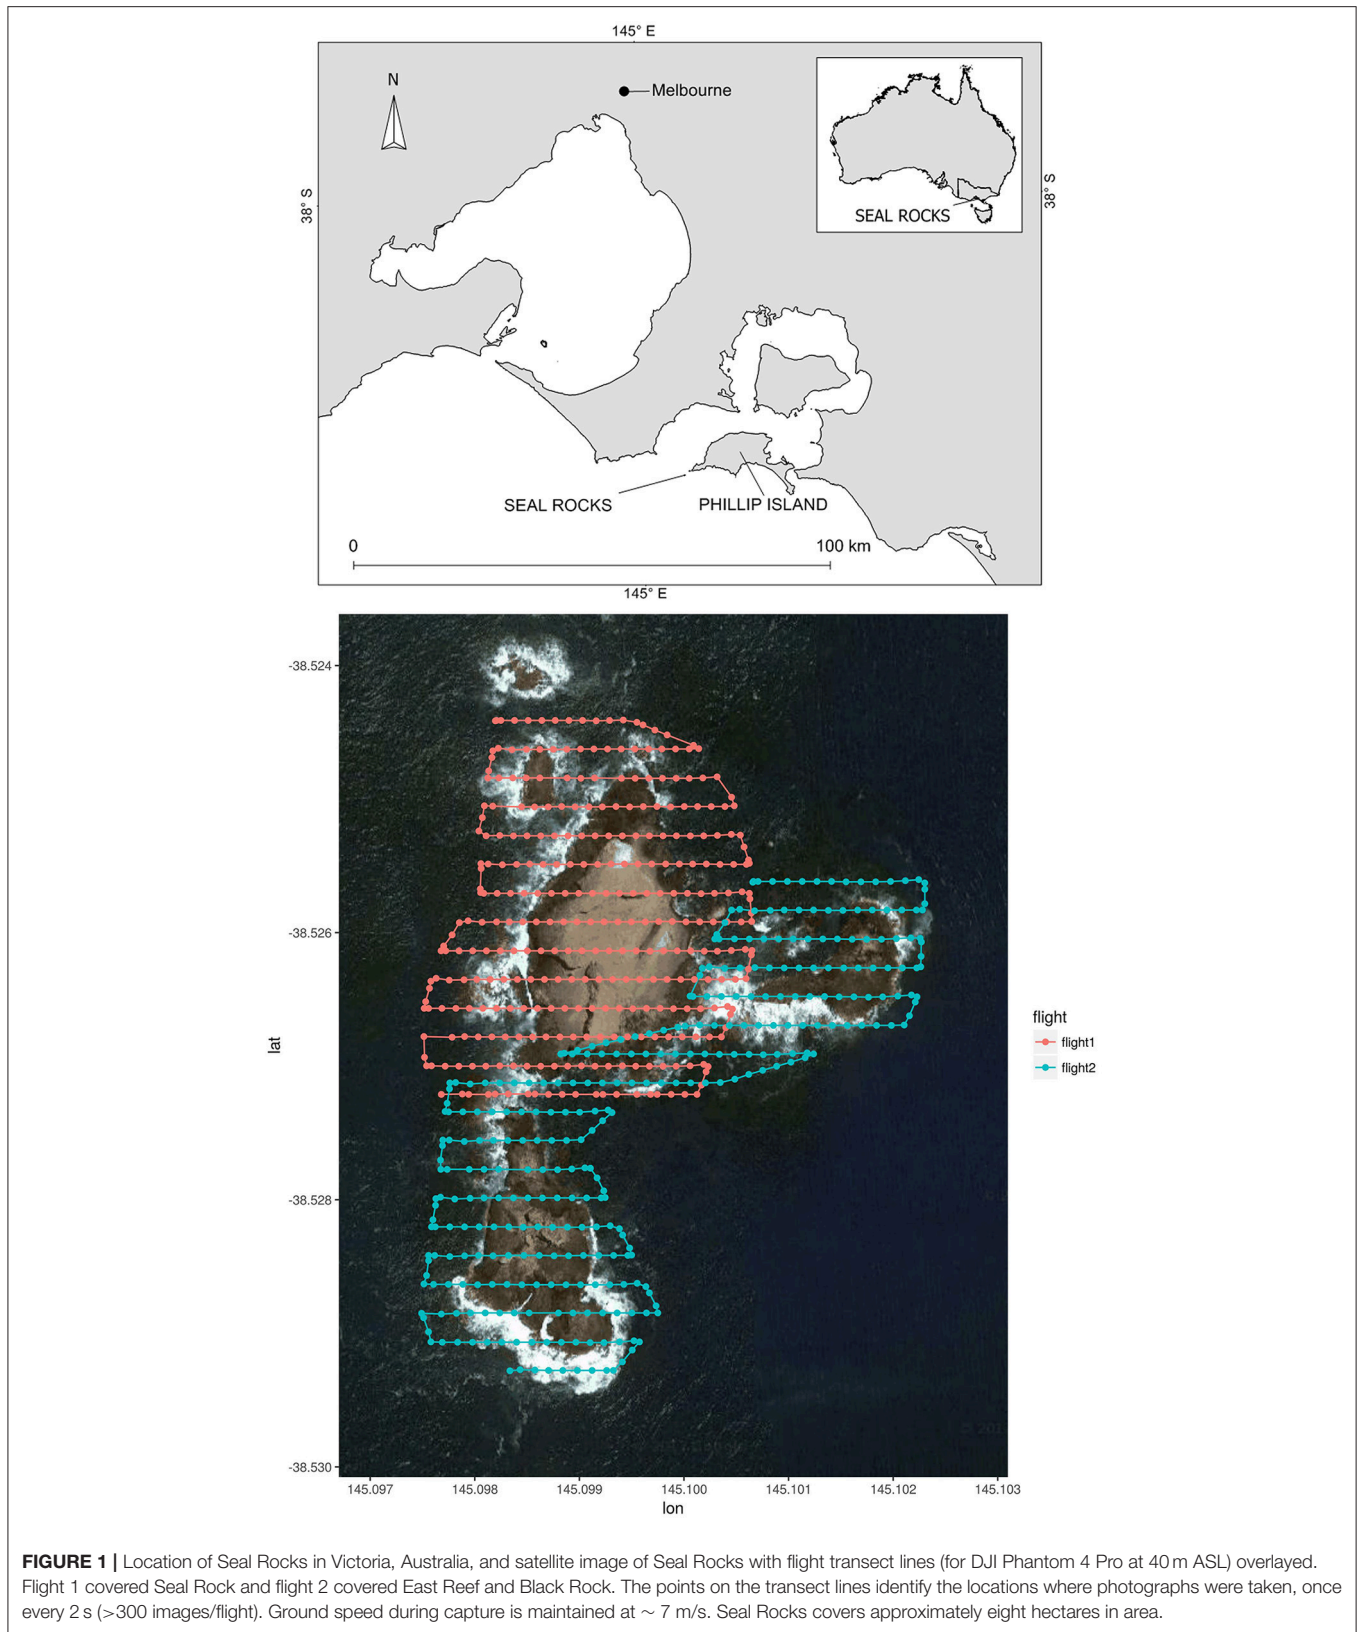 145° E
N
Melbourne
38° S
38° S
SEAL ROCKS
SEAL ROCKS
PHILLIP ISLAND
0
100 km
145° E
-38.524
-38.526
-38.528
-38.530
lat
145.097
145.098
145.099
145.100
145.101
145.102
145.103
lon
flight
flight1
flight2
FIGURE 1 | Location of Seal Rocks in Victoria, Australia, and satellite image of Seal Rocks with flight transect lines (for DJI Phantom 4 Pro at 40 m ASL) overlayed.
Flight 1 covered Seal Rock and flight 2 covered East Reef and Black Rock. The points on the transect lines identify the locations where photographs were taken, once
every 2 s (>300 images/flight). Ground speed during capture is maintained at ∼ 7 m/s. Seal Rocks covers approximately eight hectares in area.